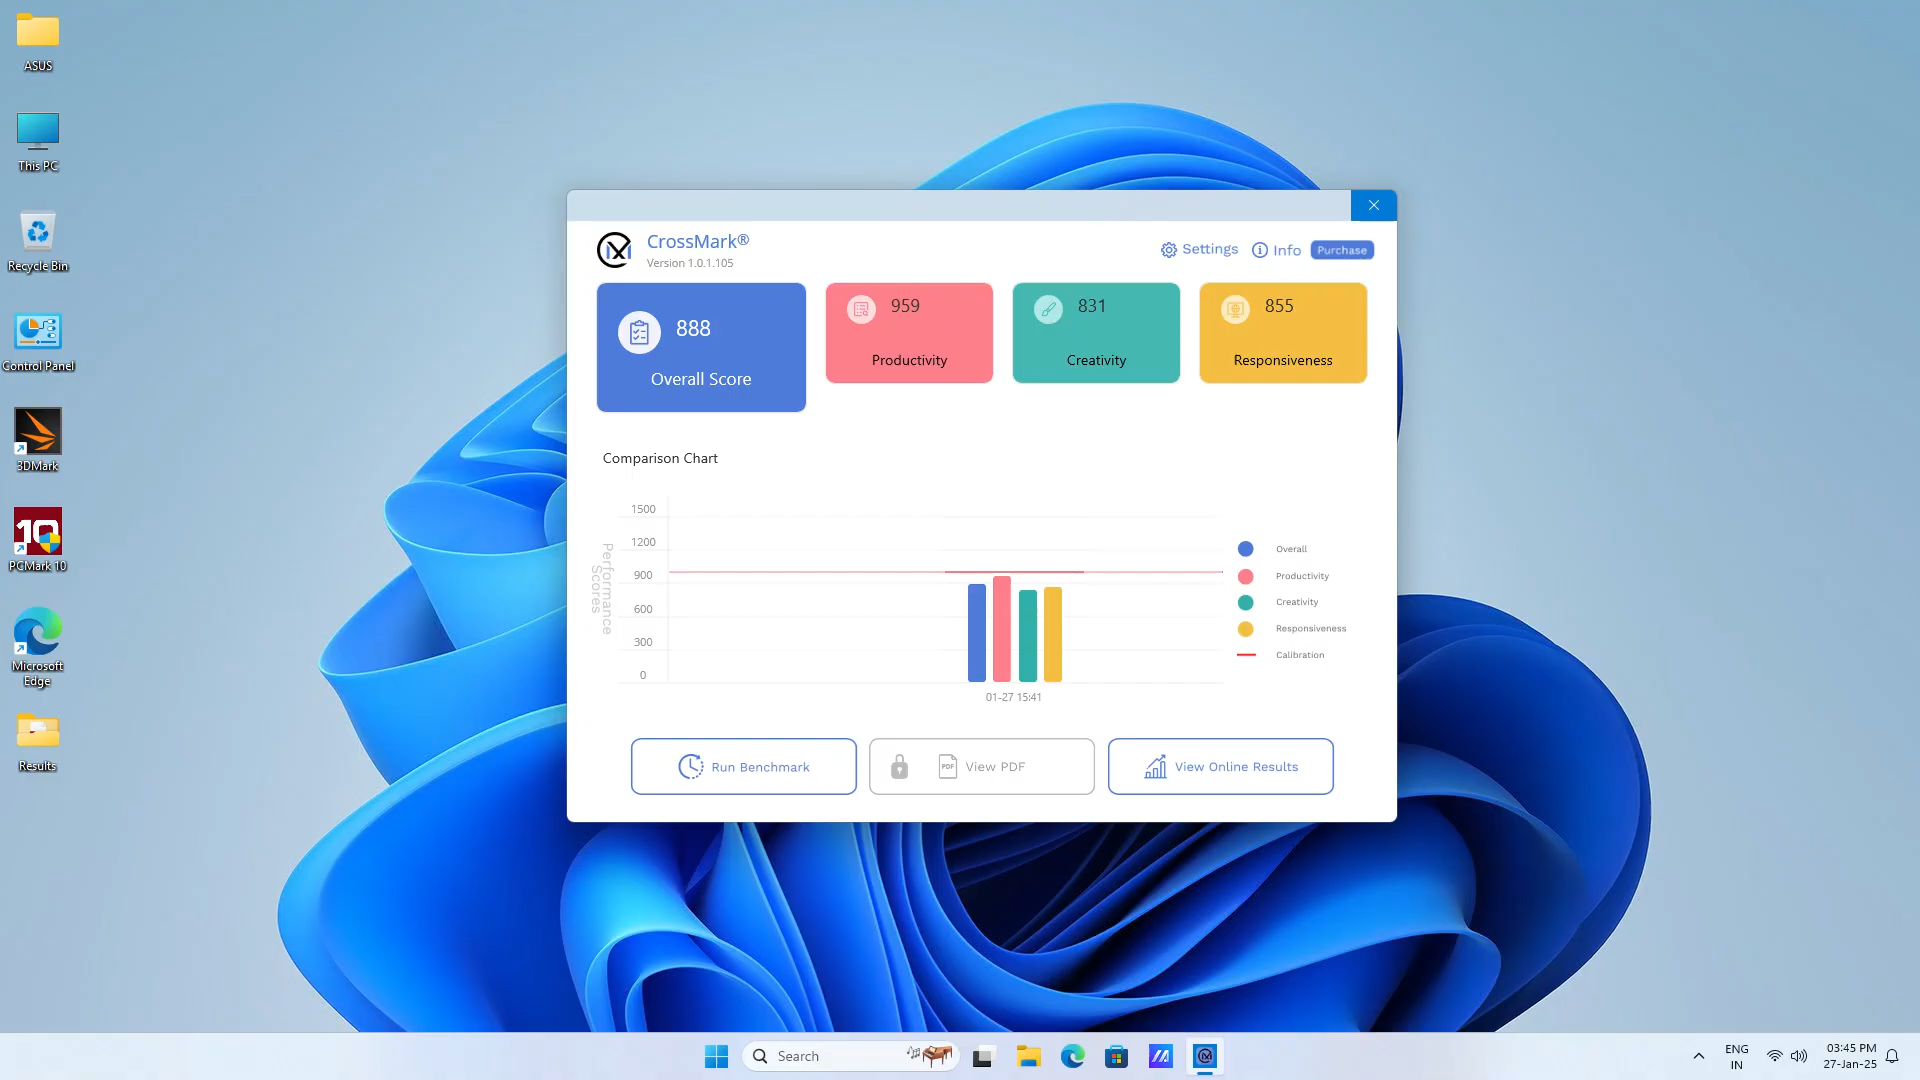 ASUS
This PC
Recycle Bin
Control Panel
3DMark
10
PCMark 10
Microsoft
Edge
Results
CrossMark®
Version 1.0.1.105
Settings
Info
Purchase
888
Overall Score
959
Productivity
831
Creativity
855
Responsiveness
Comparison Chart
Performance
Scores
1500
1200
900
600
300
0
01-27 15:41
Overall
Productivity
Creativity
Responsiveness
Calibration
Run Benchmark
PDF
View PDF
View Online Results
Search
ENG
IN
03:45 PM
27-Jan-25